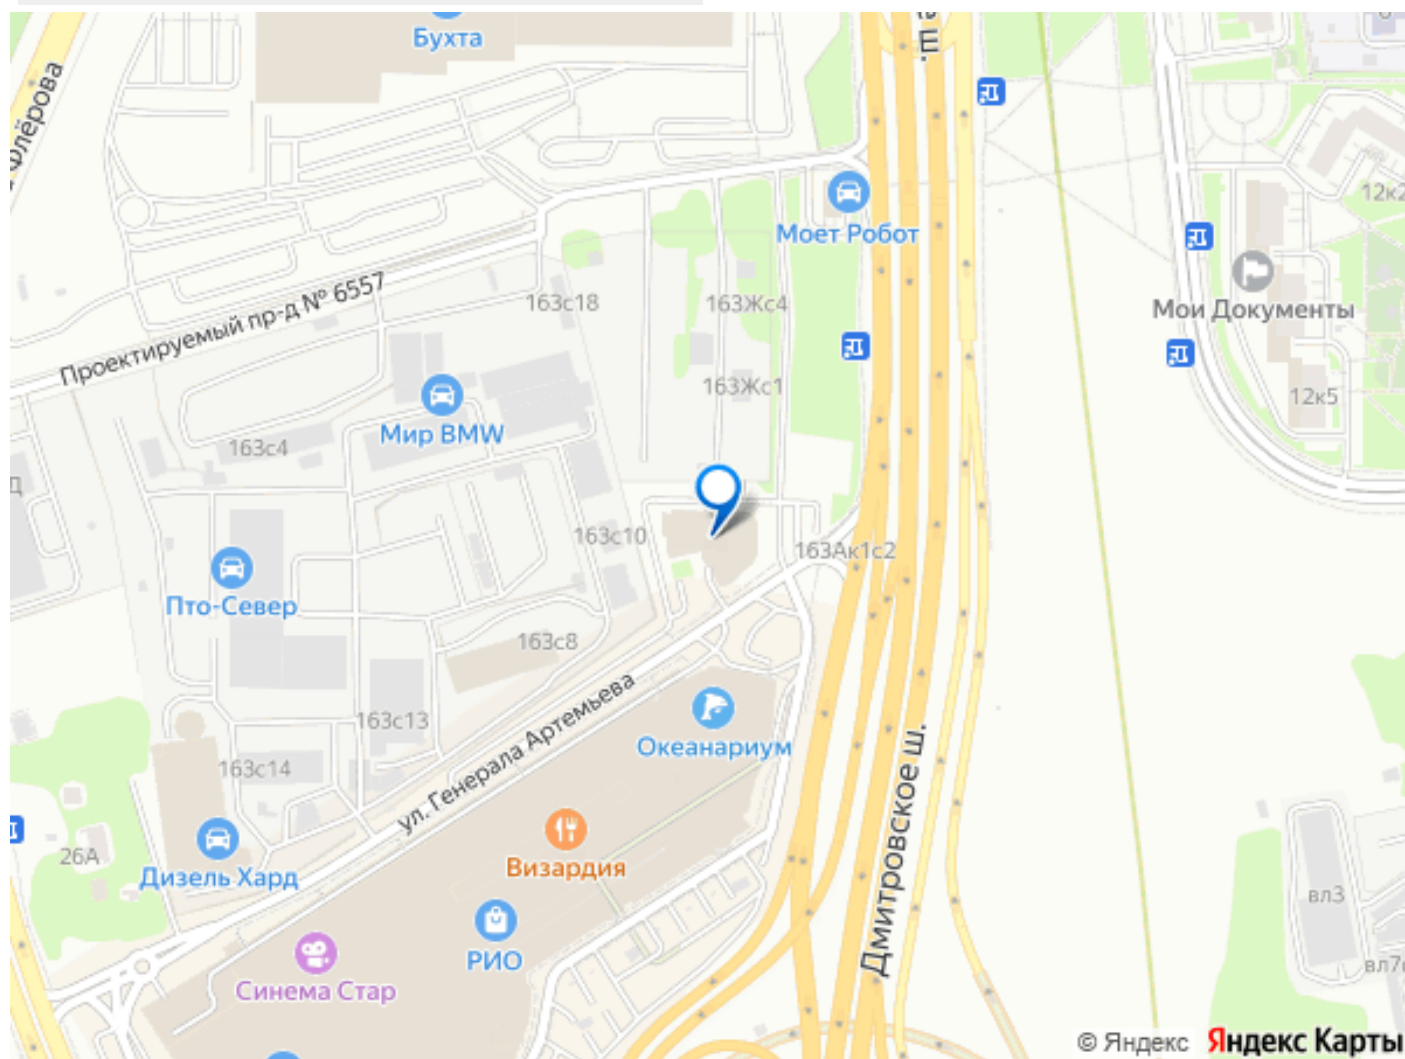 Бухта
Флёрова
Ш.
12к2
Моет Робот
Мои Документы
163с18
163Жс4
Проектируемый пр-д № 6557
163Жс1
12к5
Мир BMW
163с4
Д
163с10
163Ак1с2
Пто-Север
163с8
ул. Генерала Артемьева
163с13
Океанариум
163с14
Дмитровское ш.
26А
Дизель Хард
Визардия
вл3
РИО
Синема Стар
© Яндекс Яндекс Карты